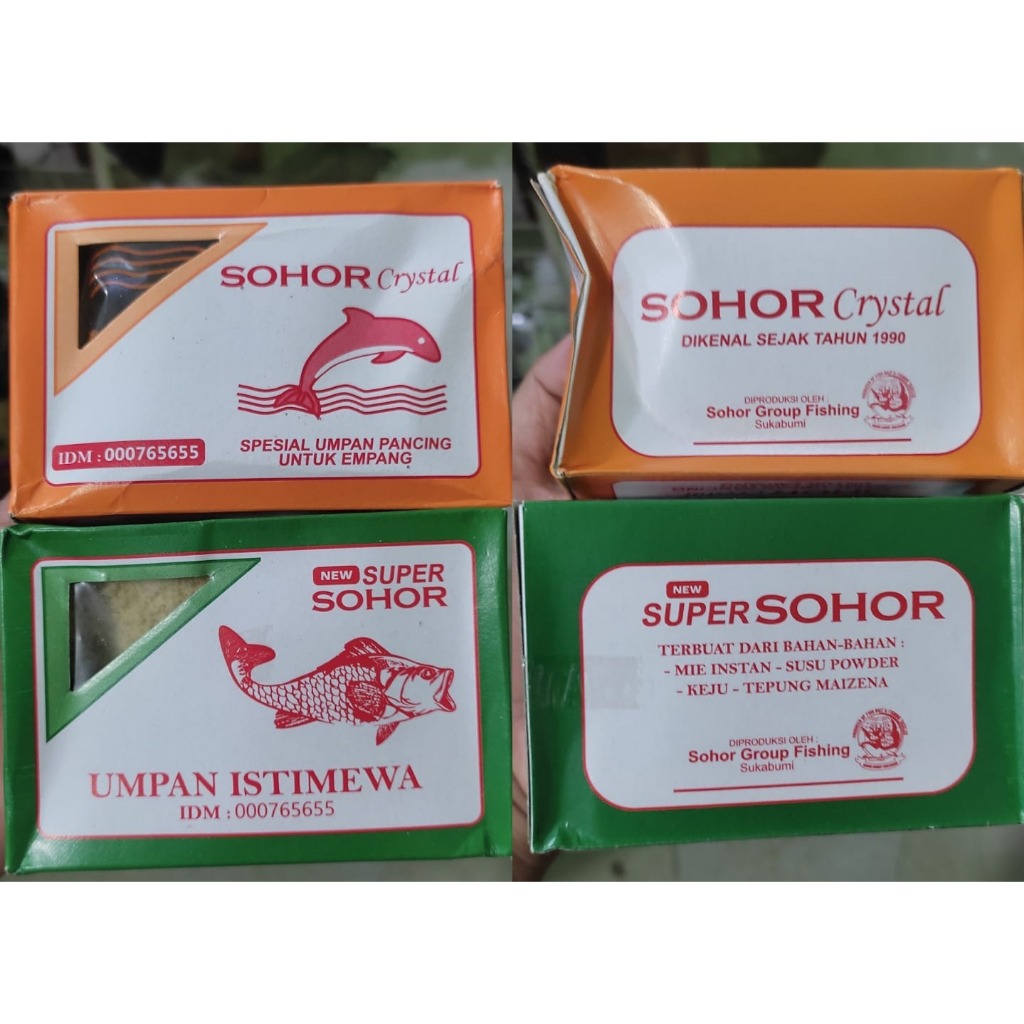 SOHOR Crystal
SPESIAL UMPAN PANCING
UNTUK EMPANG
IDM : 000765655
SOHOR Crystal
DIKENAL SEJAK TAHUN 1990
DIPRODUKSI OLEH :
Sohor Group Fishing
Sukabumi
NEW SUPER
SOHOR
UMPAN ISTIMEWA
IDM : 000765655
NEW
SUPER SOHOR
TERBUAT DARI BAHAN-BAHAN :
- MIE INSTAN - SUSU POWDER
- KEJU - TEPUNG MAIZENA
DIPRODUKSI OLEH :
Sohor Group Fishing
Sukabumi